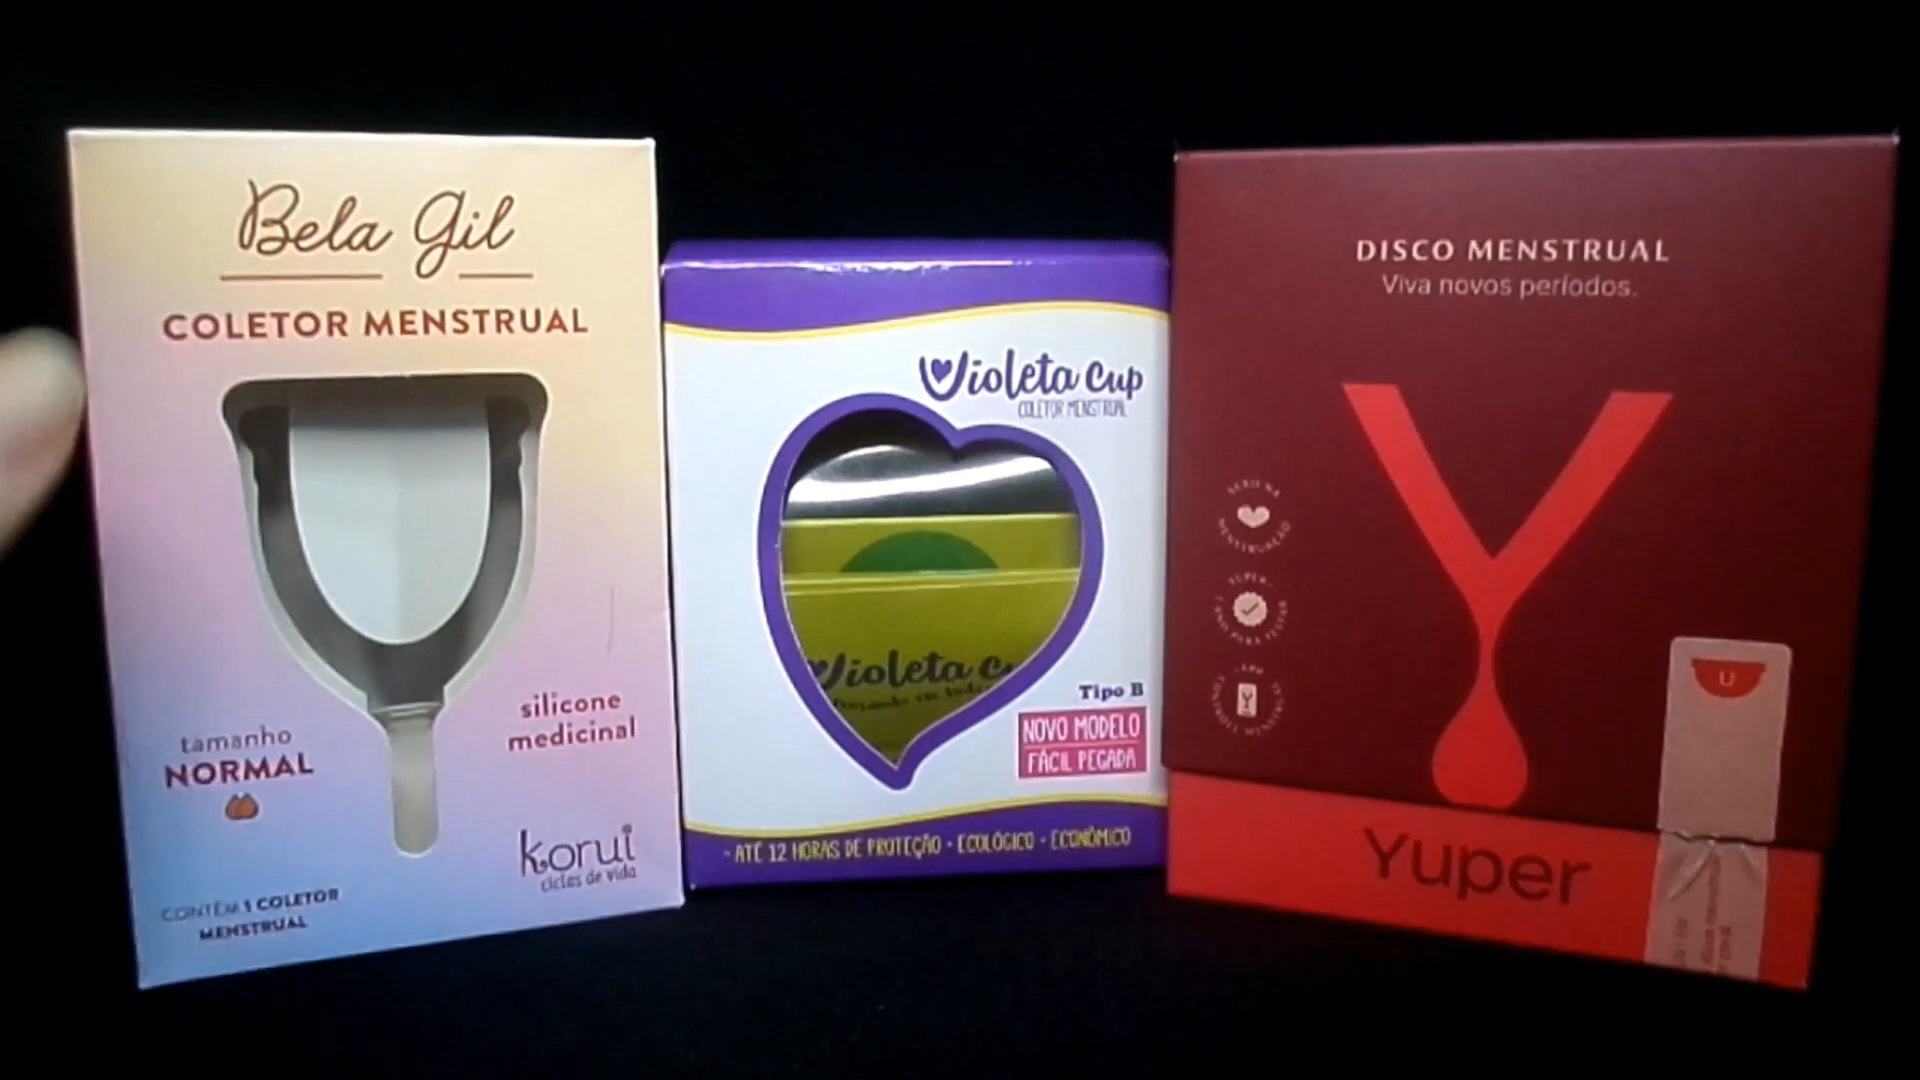 Bela Gil
COLETOR MENSTRUAL
tamanho
NORMAL
silicone
medicinal
korui
ciclos de vida
CONTÉM 1 COLETOR
MENSTRUAL
Violeta Cup
COLETOR MENSTRUAL
Violeta c
Tipo B
NOVO MODELO
FÁCIL PEGADA
- ATÉ 12 HORAS DE PROTEÇÃO - ECOLÓGICO - ECONÔMICO
DISCO MENSTRUAL
Viva novos períodos.
MENSTRUAÇÃO
Y
U
Yuper